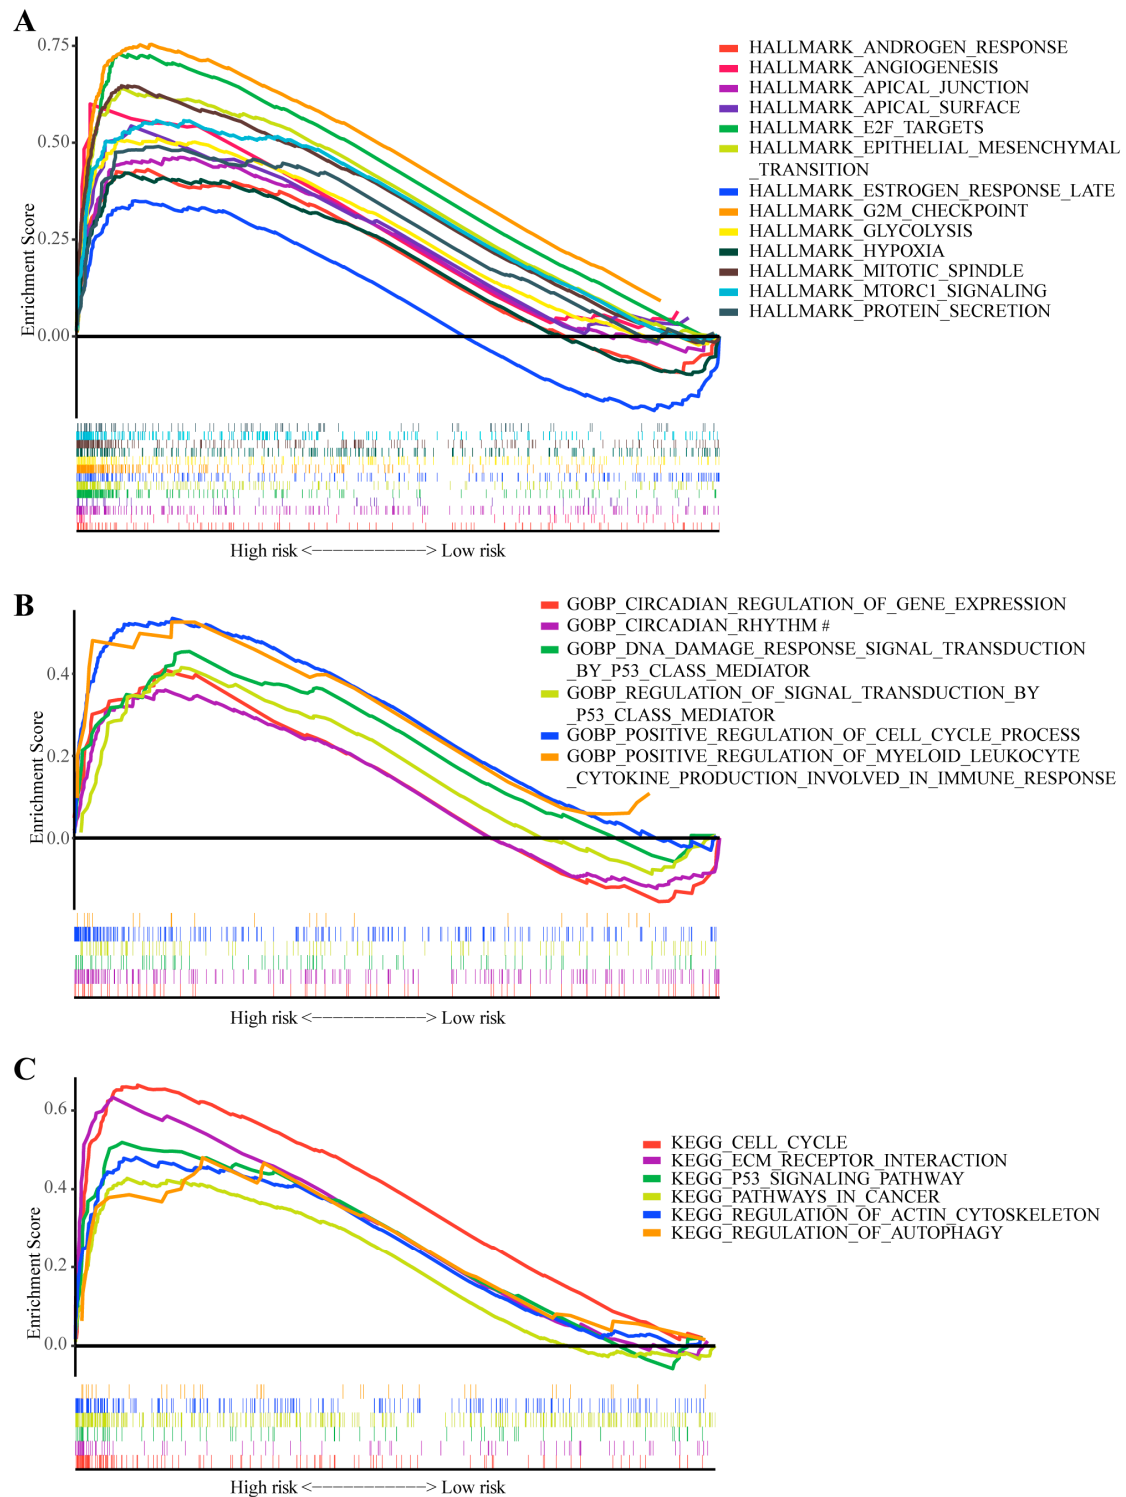 A
0.75
0.50
0.25
0.00
Enrichment Score
HALLMARK_ANDROGEN_RESPONSE
HALLMARK_ANGIOGENESIS
HALLMARK_APICAL_JUNCTION
HALLMARK_APICAL_SURFACE
HALLMARK_E2F_TARGETS
HALLMARK_EPITHELIAL_MESENCHYMAL
_TRANSITION
HALLMARK_ESTROGEN_RESPONSE_LATE
HALLMARK_G2M_CHECKPOINT
HALLMARK_GLYCOLYSIS
HALLMARK_HYPOXIA
HALLMARK_MITOTIC_SPINDLE
HALLMARK_MTORC1_SIGNALING
HALLMARK_PROTEIN_SECRETION
High risk <−−−−−−−−−−−−> Low risk
B
0.4
0.2
0.0
Enrichment Score
GOBP_CIRCADIAN_REGULATION_OF_GENE_EXPRESSION
GOBP_CIRCADIAN_RHYTHM #
GOBP_DNA_DAMAGE_RESPONSE_SIGNAL_TRANSDUCTION
_BY_P53_CLASS_MEDIATOR
GOBP_REGULATION_OF_SIGNAL_TRANSDUCTION_BY
_P53_CLASS_MEDIATOR
GOBP_POSITIVE_REGULATION_OF_CELL_CYCLE_PROCESS
GOBP_POSITIVE_REGULATION_OF_MYELOID_LEUKOCYTE
_CYTOKINE_PRODUCTION_INVOLVED_IN_IMMUNE_RESPONSE
High risk <−−−−−−−−−−−−> Low risk
C
0.6
0.4
0.2
0.0
Enrichment Score
KEGG_CELL_CYCLE
KEGG_ECM_RECEPTOR_INTERACTION
KEGG_P53_SIGNALING_PATHWAY
KEGG_PATHWAYS_IN_CANCER
KEGG_REGULATION_OF_ACTIN_CYTOSKELETON
KEGG_REGULATION_OF_AUTOPHAGY
High risk <−−−−−−−−−−−−> Low risk